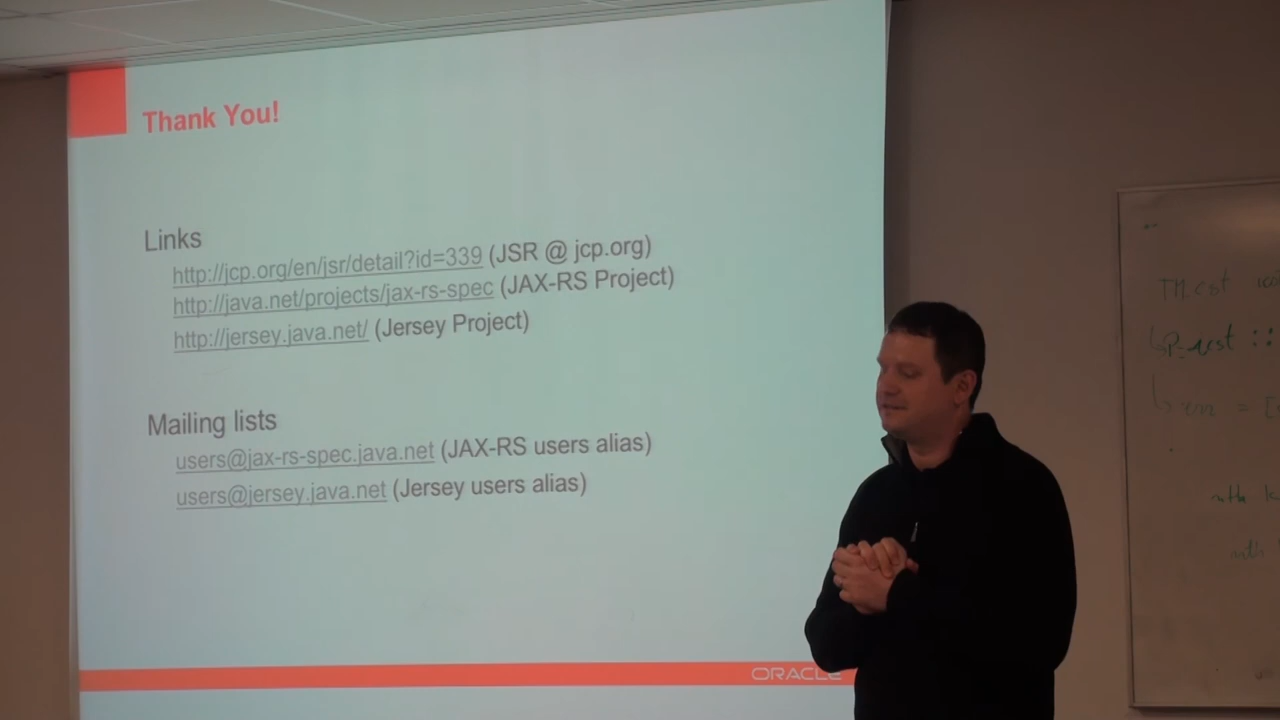 Thank You!
Links
http://jcp.org/en/jsr/detail?id=339 (JSR @ jcp.org)
http://java.net/projects/jax-rs-spec (JAX-RS Project)
http://jersey.java.net/ (Jersey Project)
Mailing lists
users@jax-rs-spec.java.net (JAX-RS users alias)
users@jersey.java.net (Jersey users alias)
ORACLE